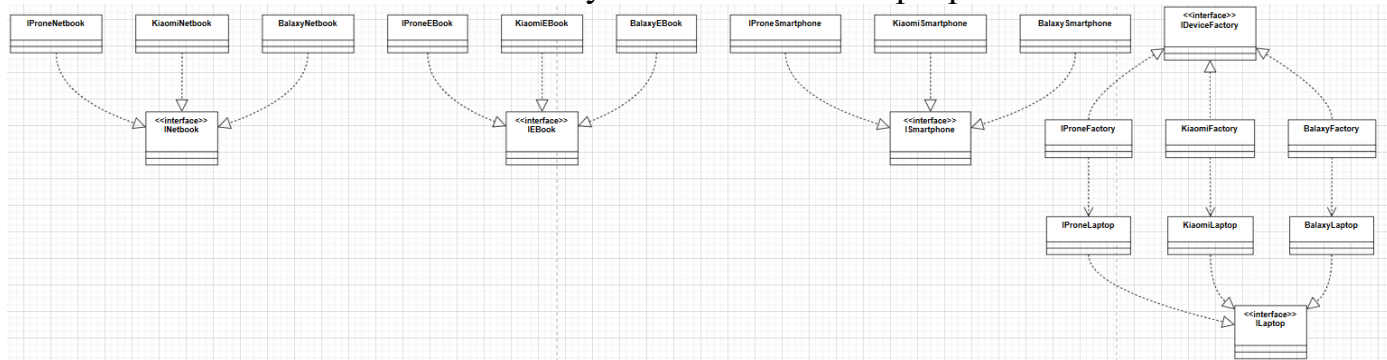 IProneNetbook
KiaomiNetbook
BalaxyNetbook
IProneEBook
KiaomiEBook
BalaxyEBook
IProneSmartphone
KiaomiSmartphone
BalaxySmartphone
<<interface>>
IDeviceFactory
<<interface>>
INetbook
<<interface>>
IEBook
<<interface>>
ISmartphone
IProneFactory
KiaomiFactory
BalaxyFactory
IProneLaptop
KiaomiLaptop
BalaxyLaptop
<<interface>>
ILaptop